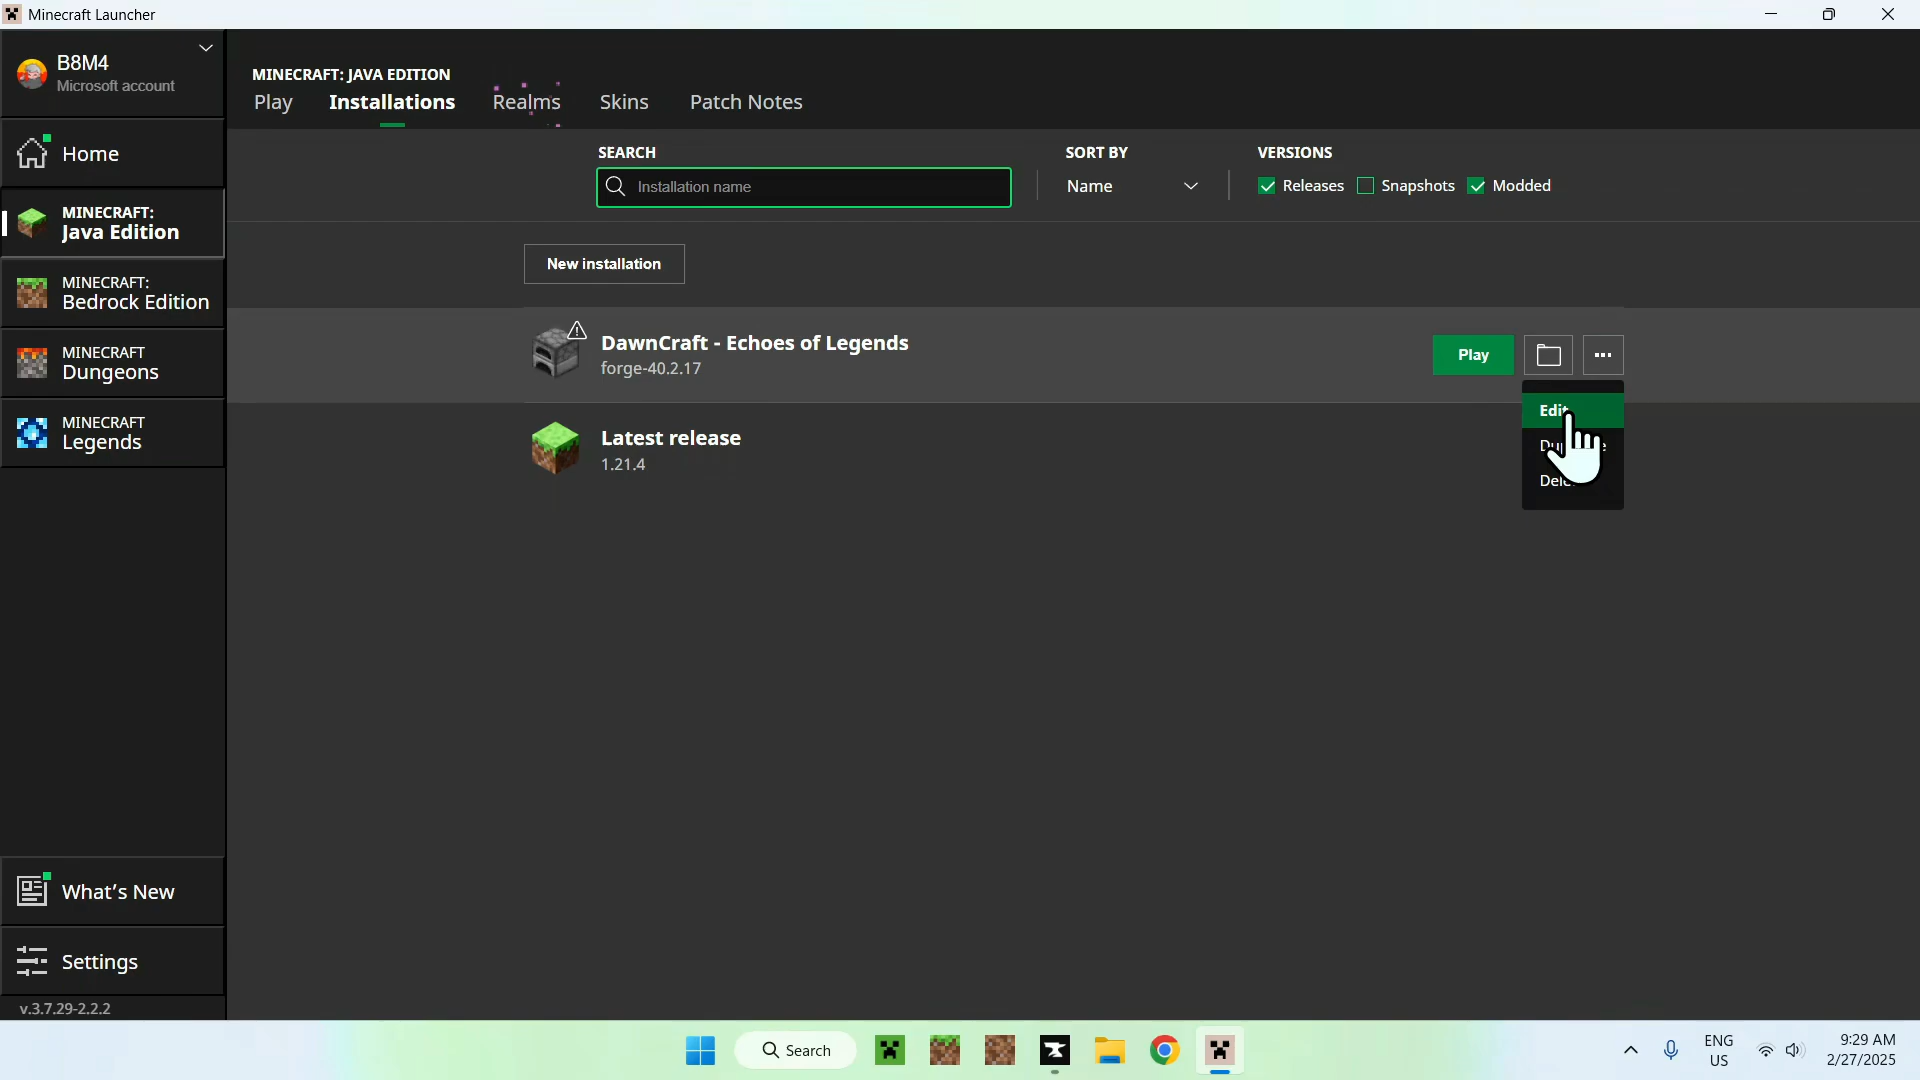 Minecraft Launcher
B8M4
Microsoft account
Home
MINECRAFT:
Java Edition
MINECRAFT:
Bedrock Edition
MINECRAFT
Dungeons
MINECRAFT
Legends
What's New
Settings
v.3.7.29-2.2.2
MINECRAFT: JAVA EDITION
Play Installations Realms Skins Patch Notes
SEARCH SORT BY VERSIONS
Installation name Name Releases Snapshots Modded
New installation
DawnCraft - Echoes of Legends
forge-40.2.17
Play
Edit
Latest release
1.21.4
Search
ENG
US
9:29 AM
2/27/2025